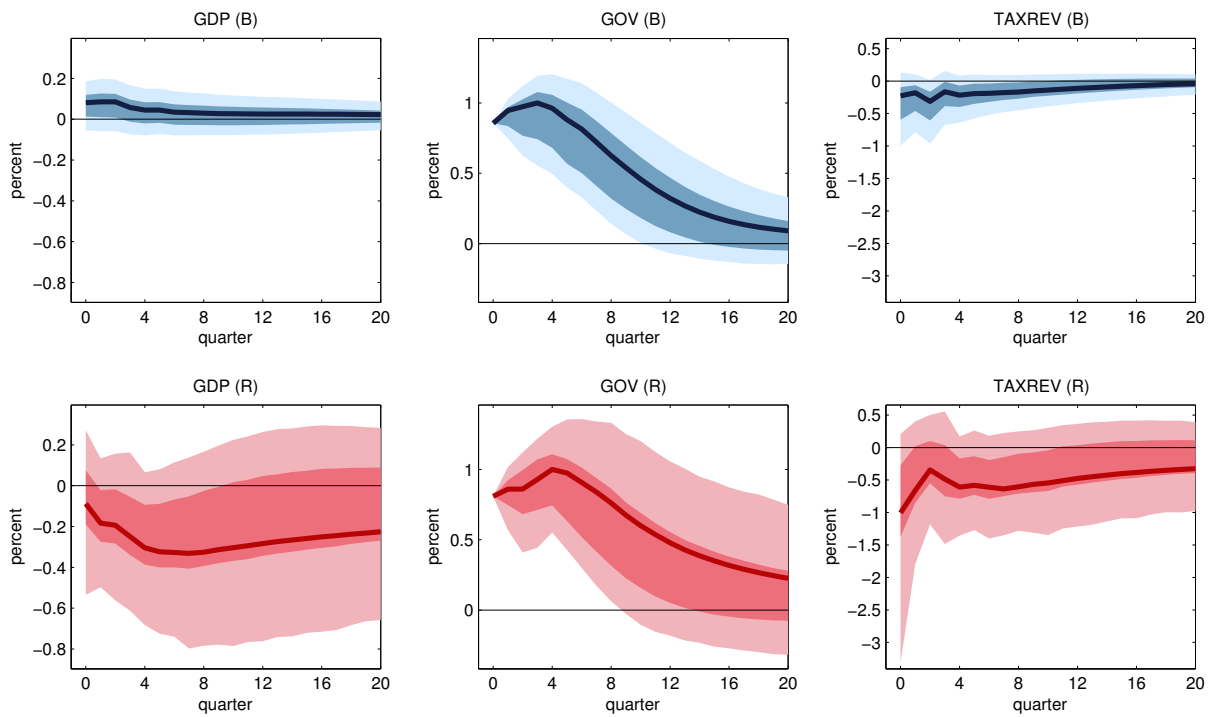 GDP (B)
GOV (B)
TAXREV (B)
percent
0.2
0
−0.2
−0.4
−0.6
−0.8
0 4 8 12 16 20
quarter
percent
1
0.5
0
0 4 8 12 16 20
quarter
percent
0.5
0
−0.5
−1
−1.5
−2
−2.5
−3
0 4 8 12 16 20
quarter
GDP (R)
GOV (R)
TAXREV (R)
percent
0.2
0
−0.2
−0.4
−0.6
−0.8
0 4 8 12 16 20
quarter
percent
1
0.5
0
0 4 8 12 16 20
quarter
percent
0.5
0
−0.5
−1
−1.5
−2
−2.5
−3
0 4 8 12 16 20
quarter